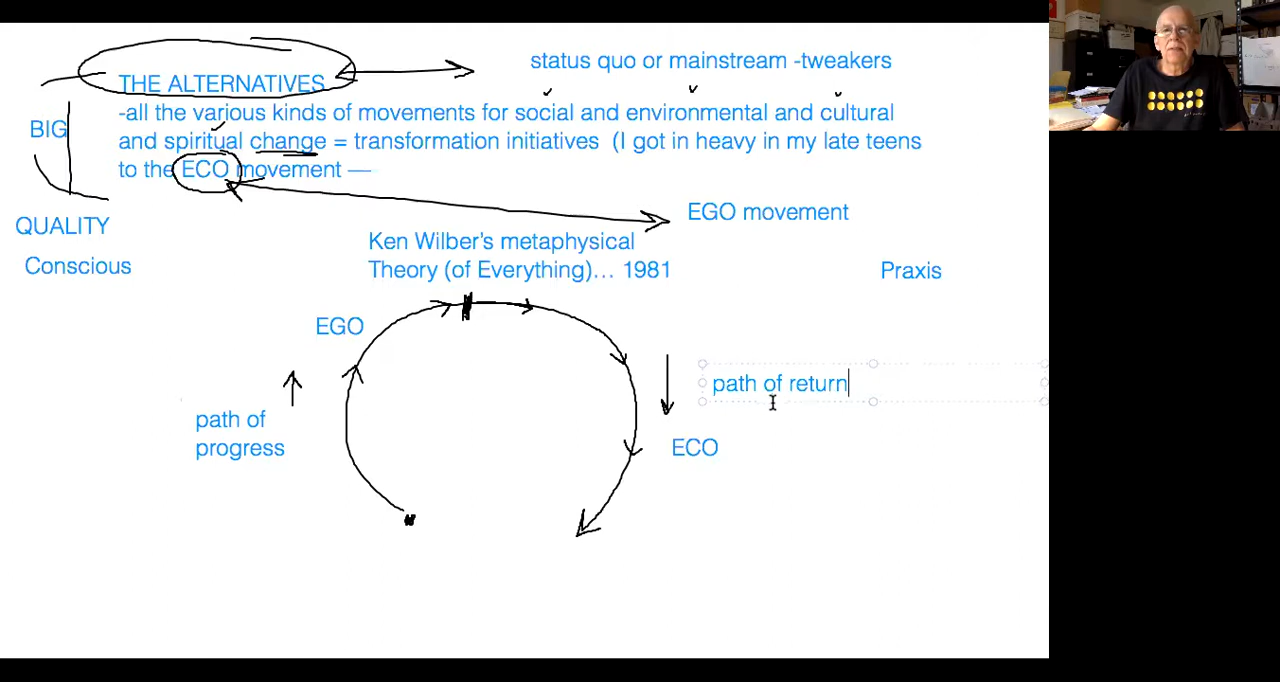 THE ALTERNATIVES
status quo or mainstream -tweakers
-all the various kinds of movements for social and environmental and cultural
and spiritual change = transformation initiatives (I got in heavy in my late teens
to the ECO movement —
BIG
QUALITY
Conscious
EGO movement
Ken Wilber's metaphysical
Theory (of Everything)... 1981
Praxis
EGO
path of
progress
path of return
ECO